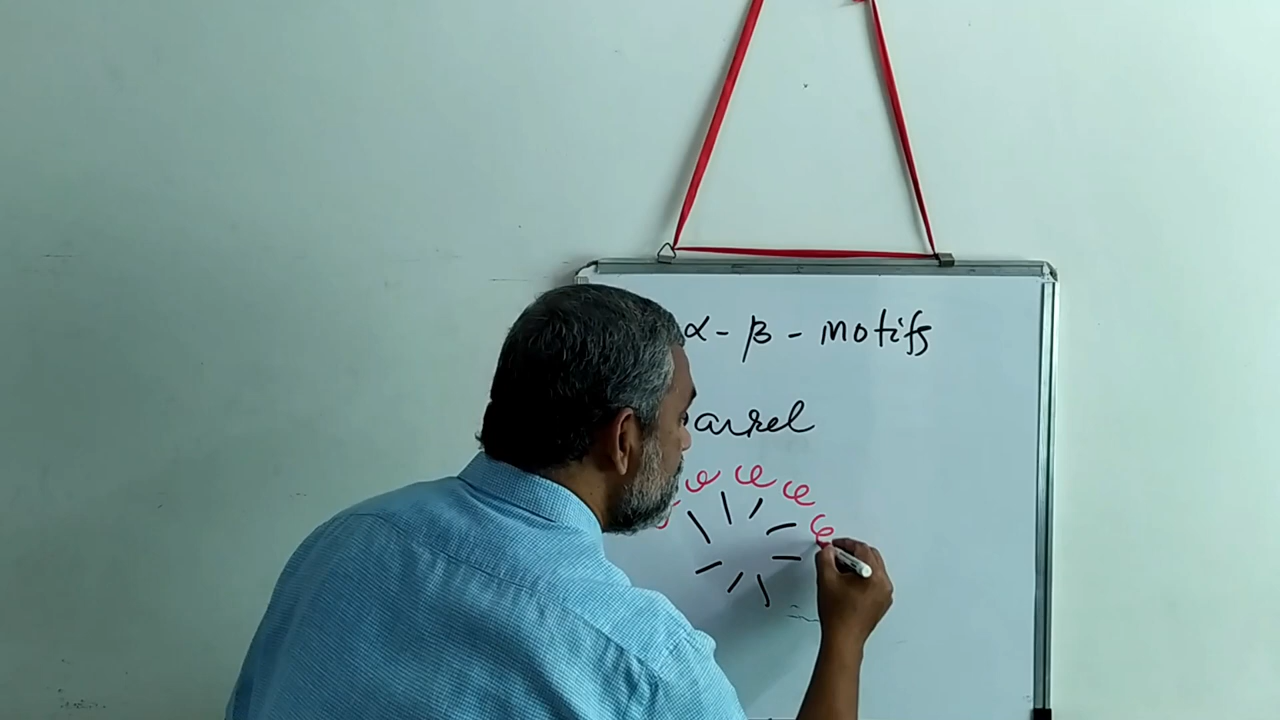 α - β - motifs
arrel